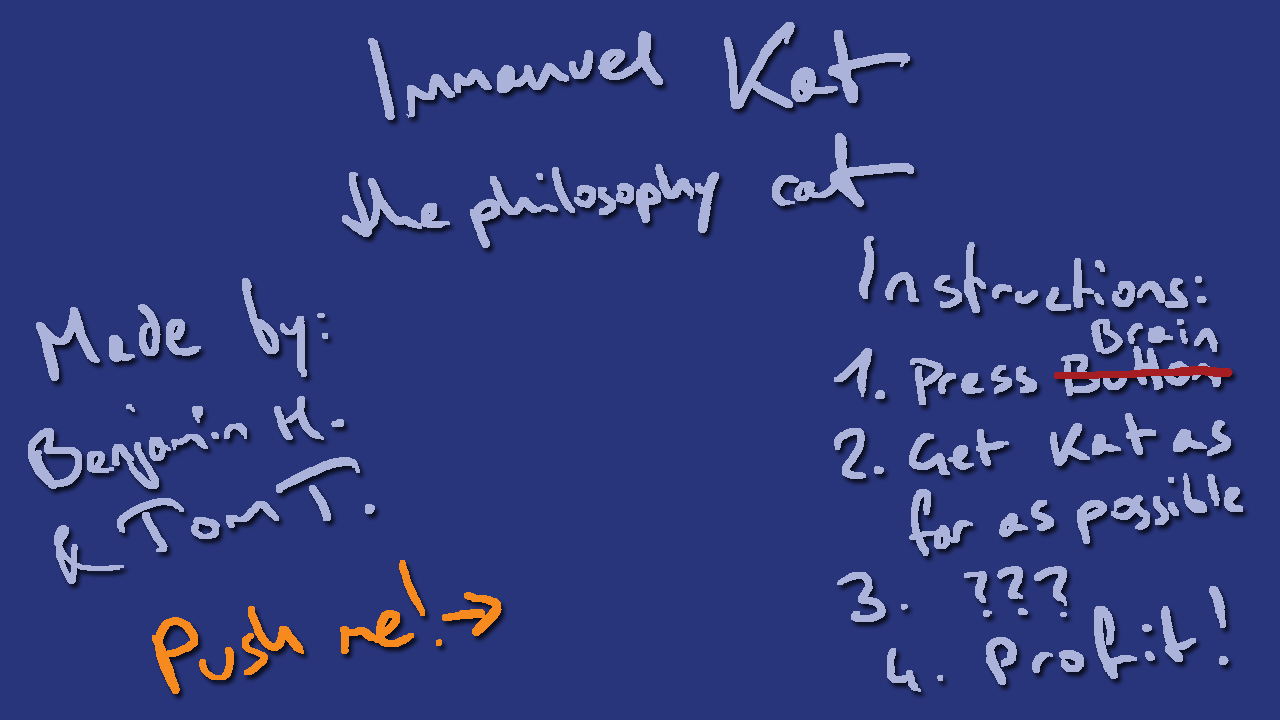 Immanuel Kat
the philosophy cat
Made by:
Benjamin H.
& Tom T.
Push me! →
Instructions:
Brain
1. Press Button
2. Get Kat as
far as possible
3. ???
4. Profit!